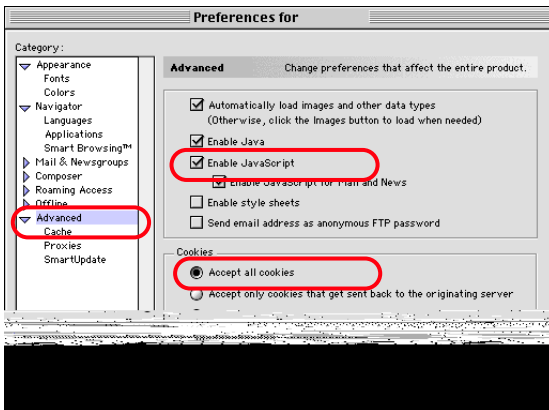 Preferences for
Category:
Appearance
Fonts
Colors
Navigator
Languages
Applications
Smart Browsing™
Mail & Newsgroups
Composer
Roaming Access
Offline
Advanced
Cache
Proxies
SmartUpdate
Advanced Change preferences that affect the entire product.
Automatically load images and other data types
(Otherwise, click the Images button to load when needed)
Enable Java
Enable JavaScript
Enable JavaScript for Mail and News
Enable style sheets
Send email address as anonymous FTP password
Cookies
Accept all cookies
Accept only cookies that get sent back to the originating server